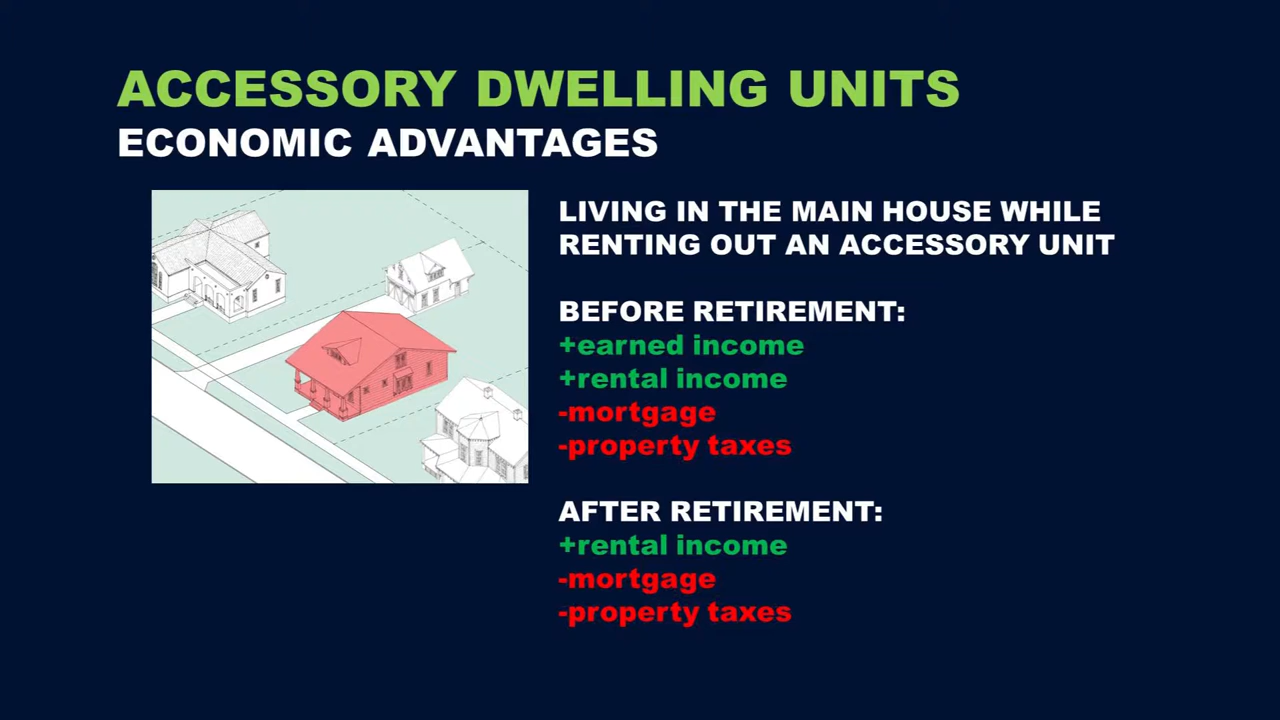 ACCESSORY DWELLING UNITS
ECONOMIC ADVANTAGES
LIVING IN THE MAIN HOUSE WHILE
RENTING OUT AN ACCESSORY UNIT
BEFORE RETIREMENT:
+earned income
+rental income
-mortgage
-property taxes
AFTER RETIREMENT:
+rental income
-mortgage
-property taxes